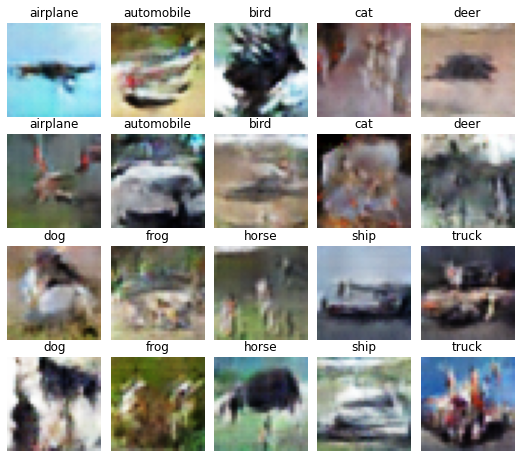 airplane automobile bird cat deer
airplane automobile bird cat deer
dog frog horse ship truck
dog frog horse ship truck